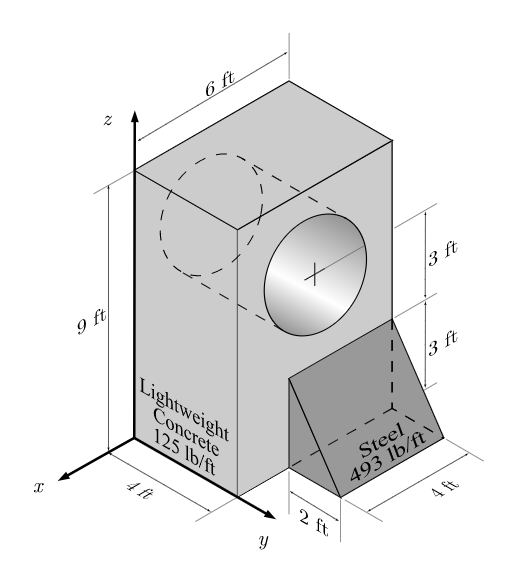 6 ft
z
3 ft
9 ft
3 ft
Lightweight
Concrete
125 lb/ft
Steel
493 lb/ft
x
4 ft
4 ft
2 ft
y